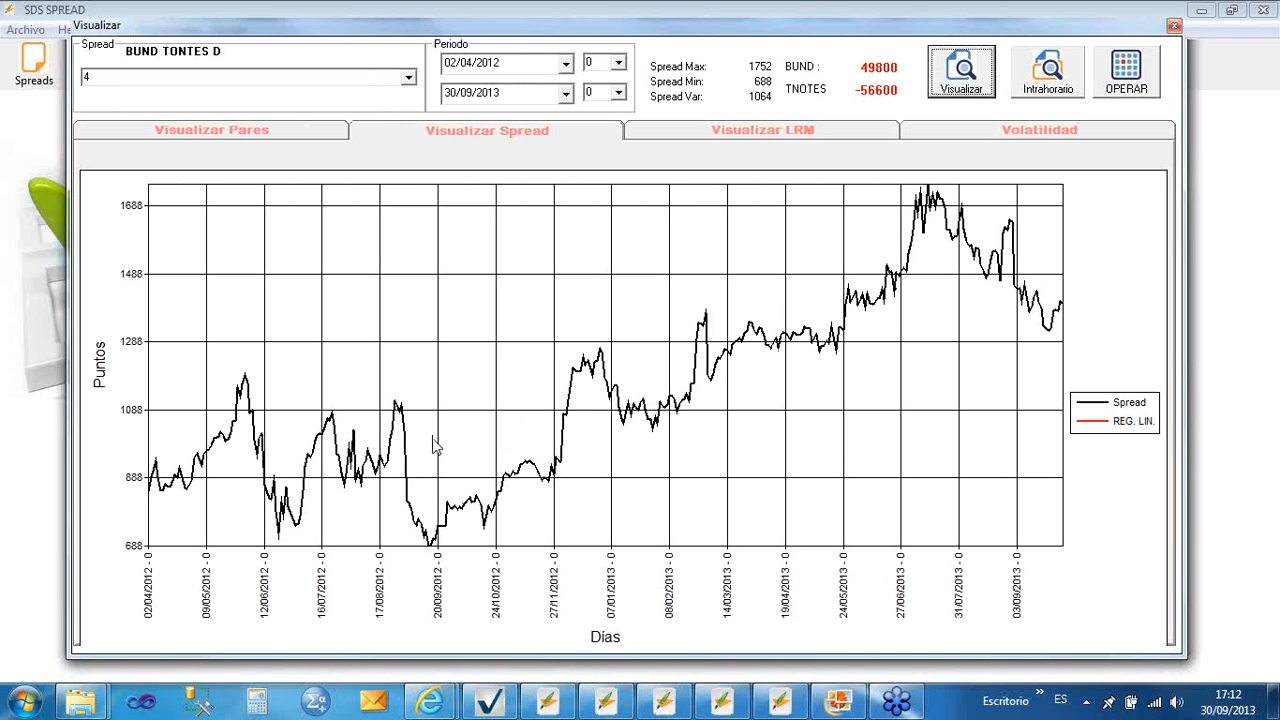 SDS SPREAD
Archivo He
Visualizar
Spreads
Spread
BUND TONTES D
4
Periodo
02/04/2012 0
30/09/2013 0
Spread Max: 1752
Spread Min: 688
Spread Var: 1064
BUND : 49800
TNOTES -56600
Visualizar
Intrahorario
OPERAR
Visualizar Pares
Visualizar Spread
Visualizar LRM
Volatilidad
1688
1488
1288
1088
888
688
Puntos
02/04/2012 - 0
09/05/2012 - 0
12/06/2012 - 0
16/07/2012 - 0
17/08/2012 - 0
20/09/2012 - 0
24/10/2012 - 0
27/11/2012 - 0
07/01/2013 - 0
08/02/2013 - 0
14/03/2013 - 0
19/04/2013 - 0
24/05/2013 - 0
27/06/2013 - 0
31/07/2013 - 0
03/09/2013 - 0
Días
Spread
REG. LIN.
Escritorio
ES
17:12
30/09/2013